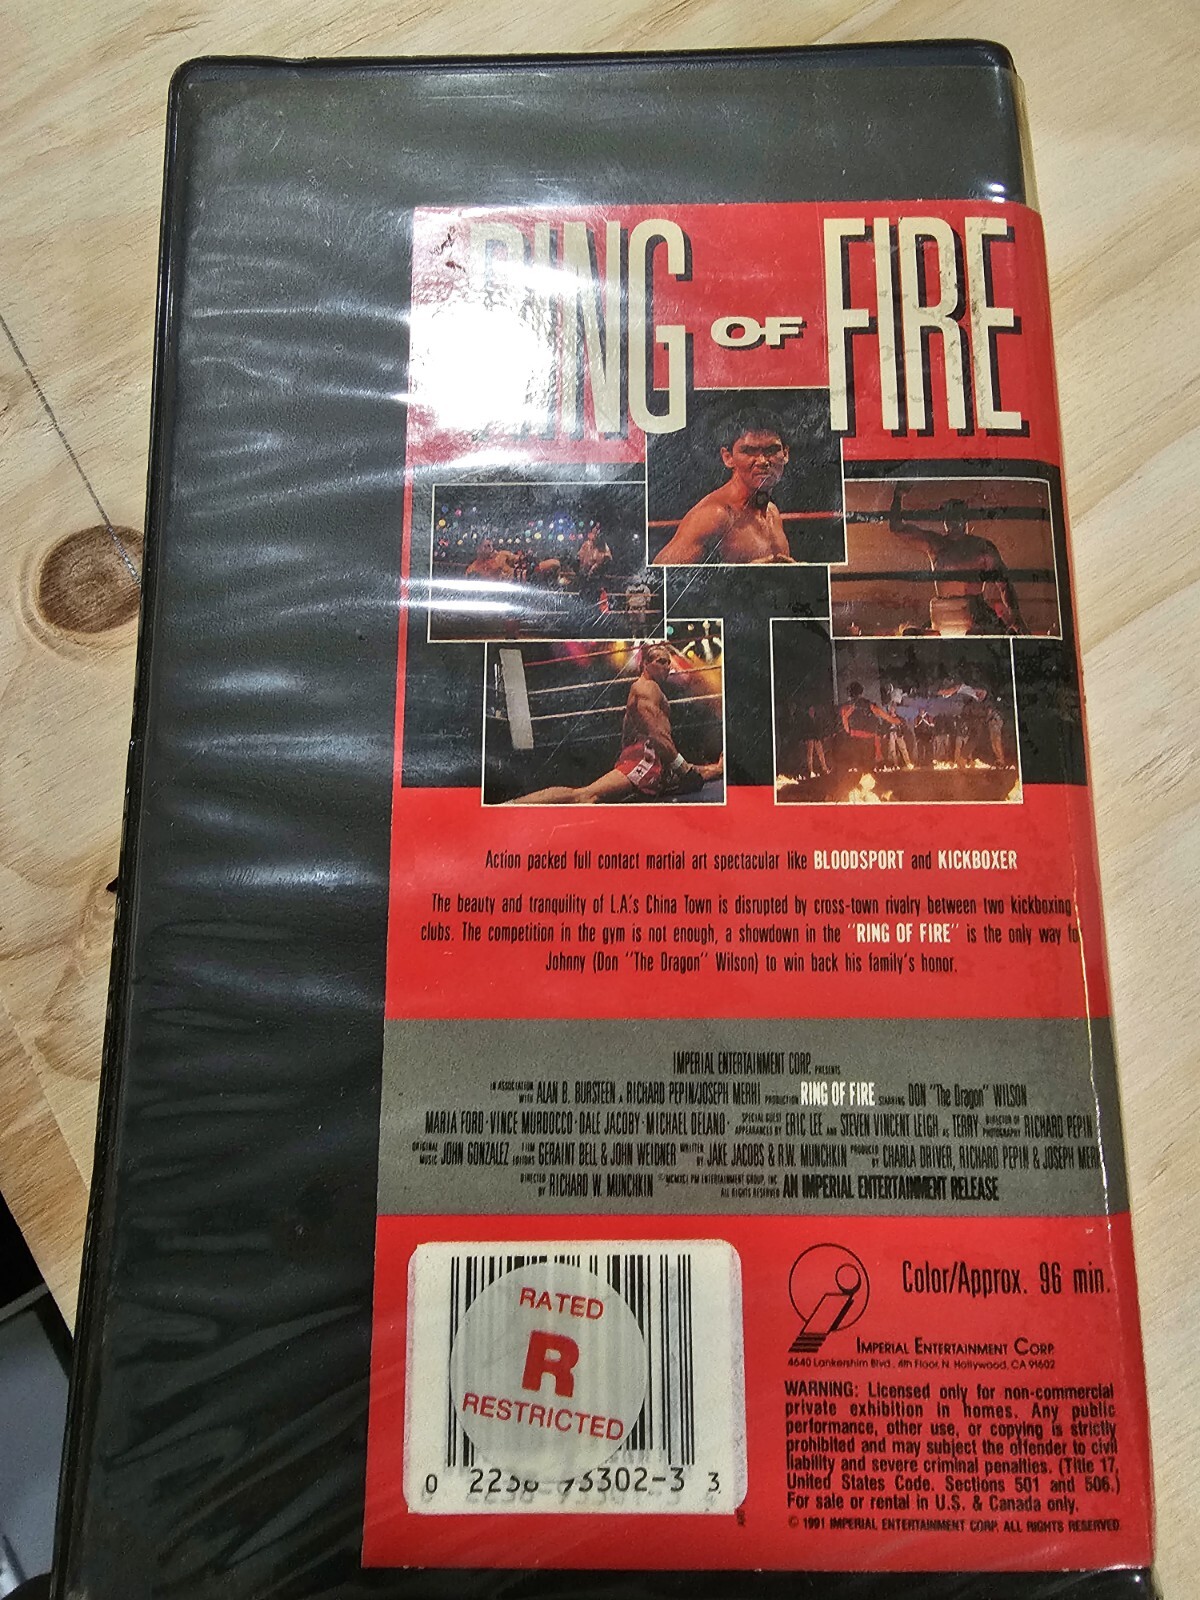 RING OF FIRE
Action packed full contact martial art spectacular like BLOODSPORT and KICKBOXER
The beauty and tranquility of L.A.'s China Town is disrupted by cross-town rivalry between two kickboxing
clubs. The competition in the gym is not enough, a showdown in the "RING OF FIRE" is the only way to
Johnny (Don "The Dragon" Wilson) to win back his family's honor.
IMPERIAL ENTERTAINMENT CORP. PRESENTS
IN ASSOCIATION WITH ALAN B. BURSTEEN & RICHARD PEPIN/JOSEPH MERHI PRODUCTION RING OF FIRE STARRING DON "The Dragon" WILSON
MARIA FORD · VINCE MURDOCCO · DALE JACOBY · MICHAEL DELANO · SPECIAL GUEST APPEARANCES BY ERIC LEE AND STEVEN VINCENT LEIGH AS TERRY DIRECTOR OF PHOTOGRAPHY RICHARD PEPIN
ORIGINAL MUSIC JOHN GONZALEZ FILM EDITORS GERAINT BELL & JOHN WEIDNER WRITTEN BY JAKE JACOBS & R.W. MUNCHKIN PRODUCED BY CHARLA DRIVER, RICHARD PEPIN & JOSEPH MERHI
DIRECTED BY RICHARD W. MUNCHKIN ©MCMXCI PM ENTERTAINMENT GROUP, INC. ALL RIGHTS RESERVED AN IMPERIAL ENTERTAINMENT RELEASE
RATED
R
RESTRICTED
0 3302-3 3
Color/Approx. 96 min.
IMPERIAL ENTERTAINMENT CORP.
4640 Lankershim Blvd., 4th Floor, N. Hollywood, CA 91602
WARNING: Licensed only for non-commercial
private exhibition in homes. Any public
performance, other use, or copying is strictly
prohibited and may subject the offender to civil
liability and severe criminal penalties. (Title 17,
United States Code. Sections 501 and 506.)
For sale or rental in U.S. & Canada only.
© 1991 IMPERIAL ENTERTAINMENT CORP. ALL RIGHTS RESERVED